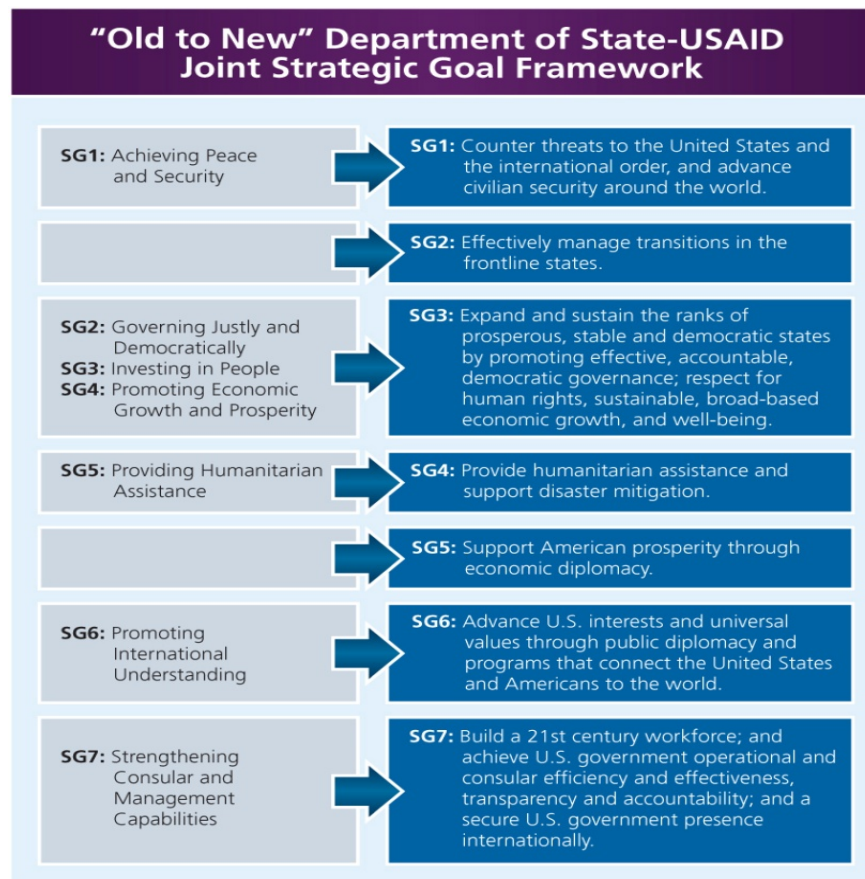 “Old to New” Department of State-USAID
Joint Strategic Goal Framework
SG1: Achieving Peace
and Security
SG1: Counter threats to the United States and
the international order, and advance
civilian security around the world.
SG2: Effectively manage transitions in the
frontline states.
SG2: Governing Justly and
Democratically
SG3: Investing in People
SG4: Promoting Economic
Growth and Prosperity
SG3: Expand and sustain the ranks of
prosperous, stable and democratic states
by promoting effective, accountable,
democratic governance; respect for
human rights, sustainable, broad-based
economic growth, and well-being.
SG5: Providing Humanitarian
Assistance
SG4: Provide humanitarian assistance and
support disaster mitigation.
SG5: Support American prosperity through
economic diplomacy.
SG6: Promoting
International
Understanding
SG6: Advance U.S. interests and universal
values through public diplomacy and
programs that connect the United States
and Americans to the world.
SG7: Strengthening
Consular and
Management
Capabilities
SG7: Build a 21st century workforce; and
achieve U.S. government operational and
consular efficiency and effectiveness,
transparency and accountability; and a
secure U.S. government presence
internationally.